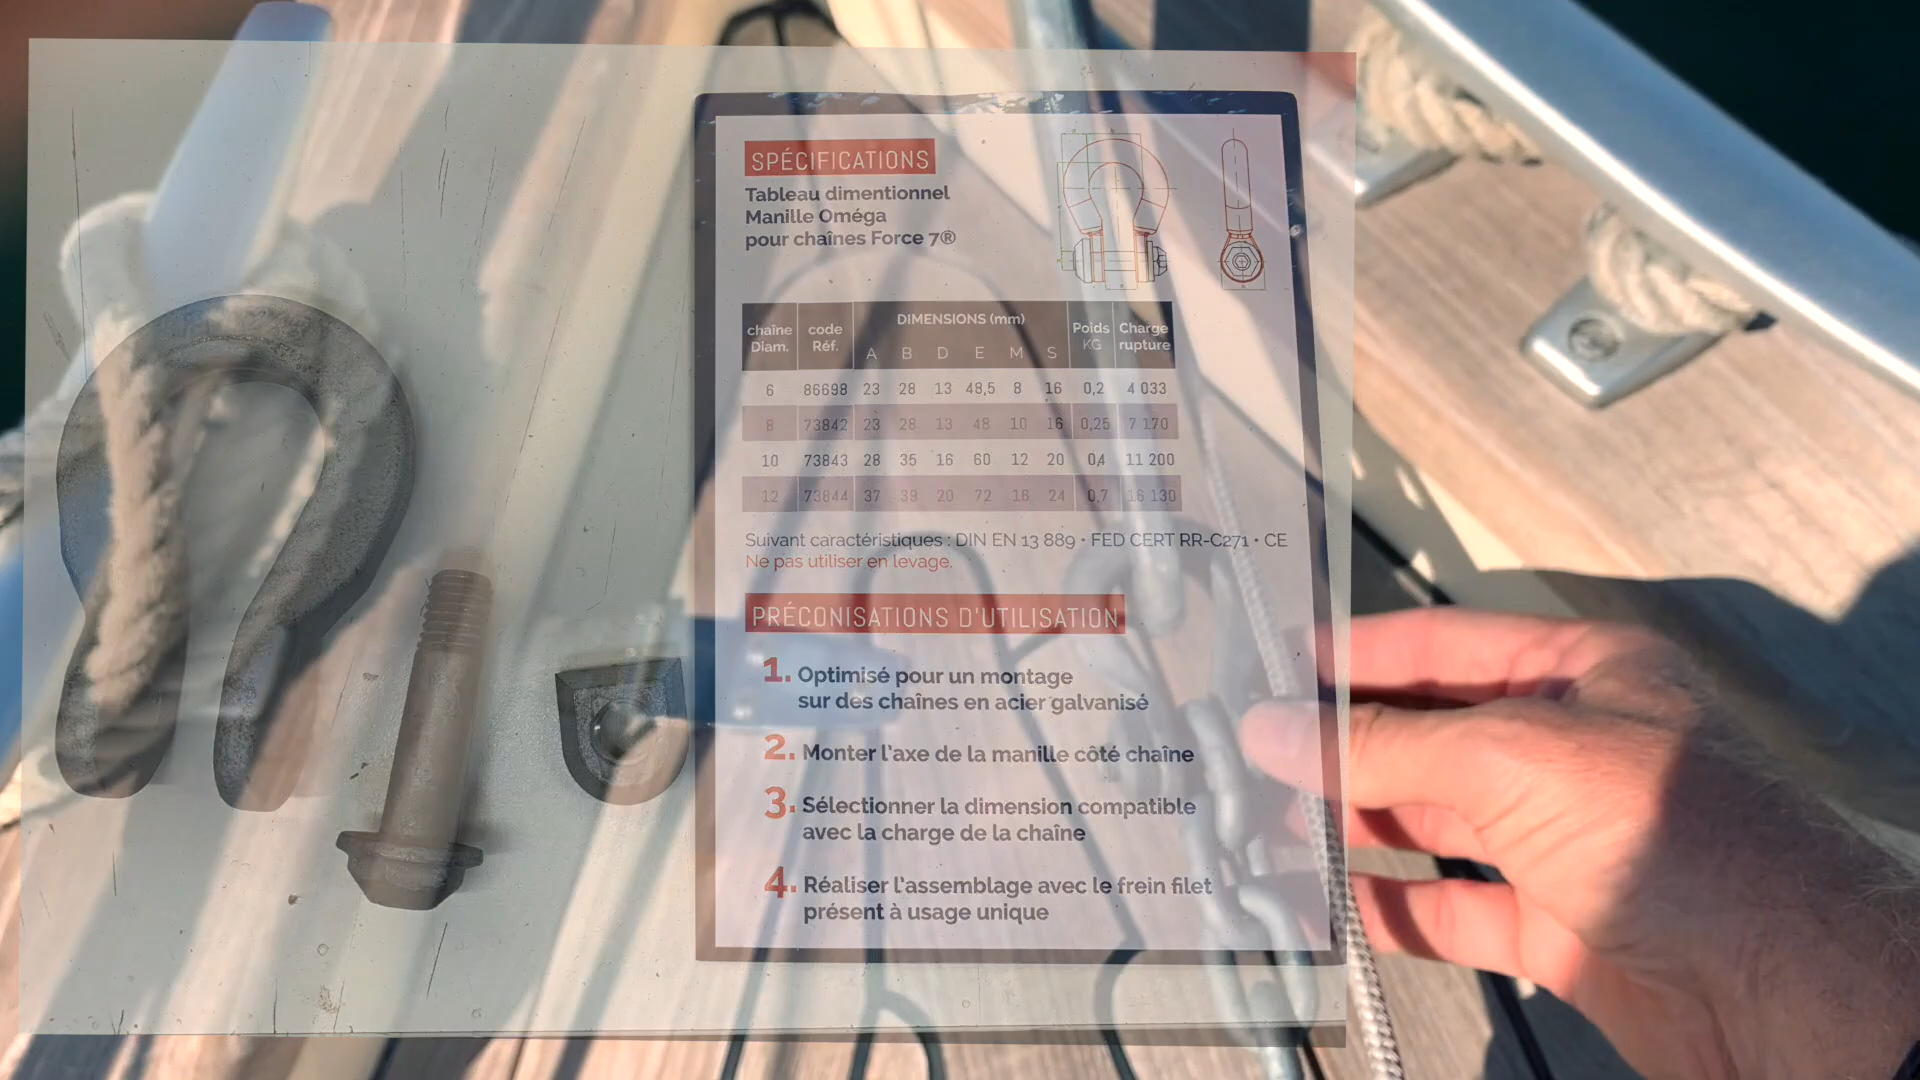 SPÉCIFICATIONS
Tableau dimentionnel
Manille Oméga
pour chaînes Force 7®
chaîne Diam. code Réf. DIMENSIONS (mm) A B D E M S Poids KG Charge rupture
6 86698 23 28 13 48,5 8 16 0,2 4 033
8 73842 23 28 13 48 10 16 0,25 7 170
10 73843 28 35 16 60 12 20 0,4 11 200
12 73844 37 39 20 72 16 24 0,7 16 130
Suivant caractéristiques : DIN EN 13 889 • FED CERT RR-C271 • CE
Ne pas utiliser en levage.
PRÉCONISATIONS D'UTILISATION
1. Optimisé pour un montage
sur des chaînes en acier galvanisé
2. Monter l'axe de la manille côté chaîne
3. Sélectionner la dimension compatible
avec la charge de la chaîne
4. Réaliser l'assemblage avec le frein filet
présent à usage unique